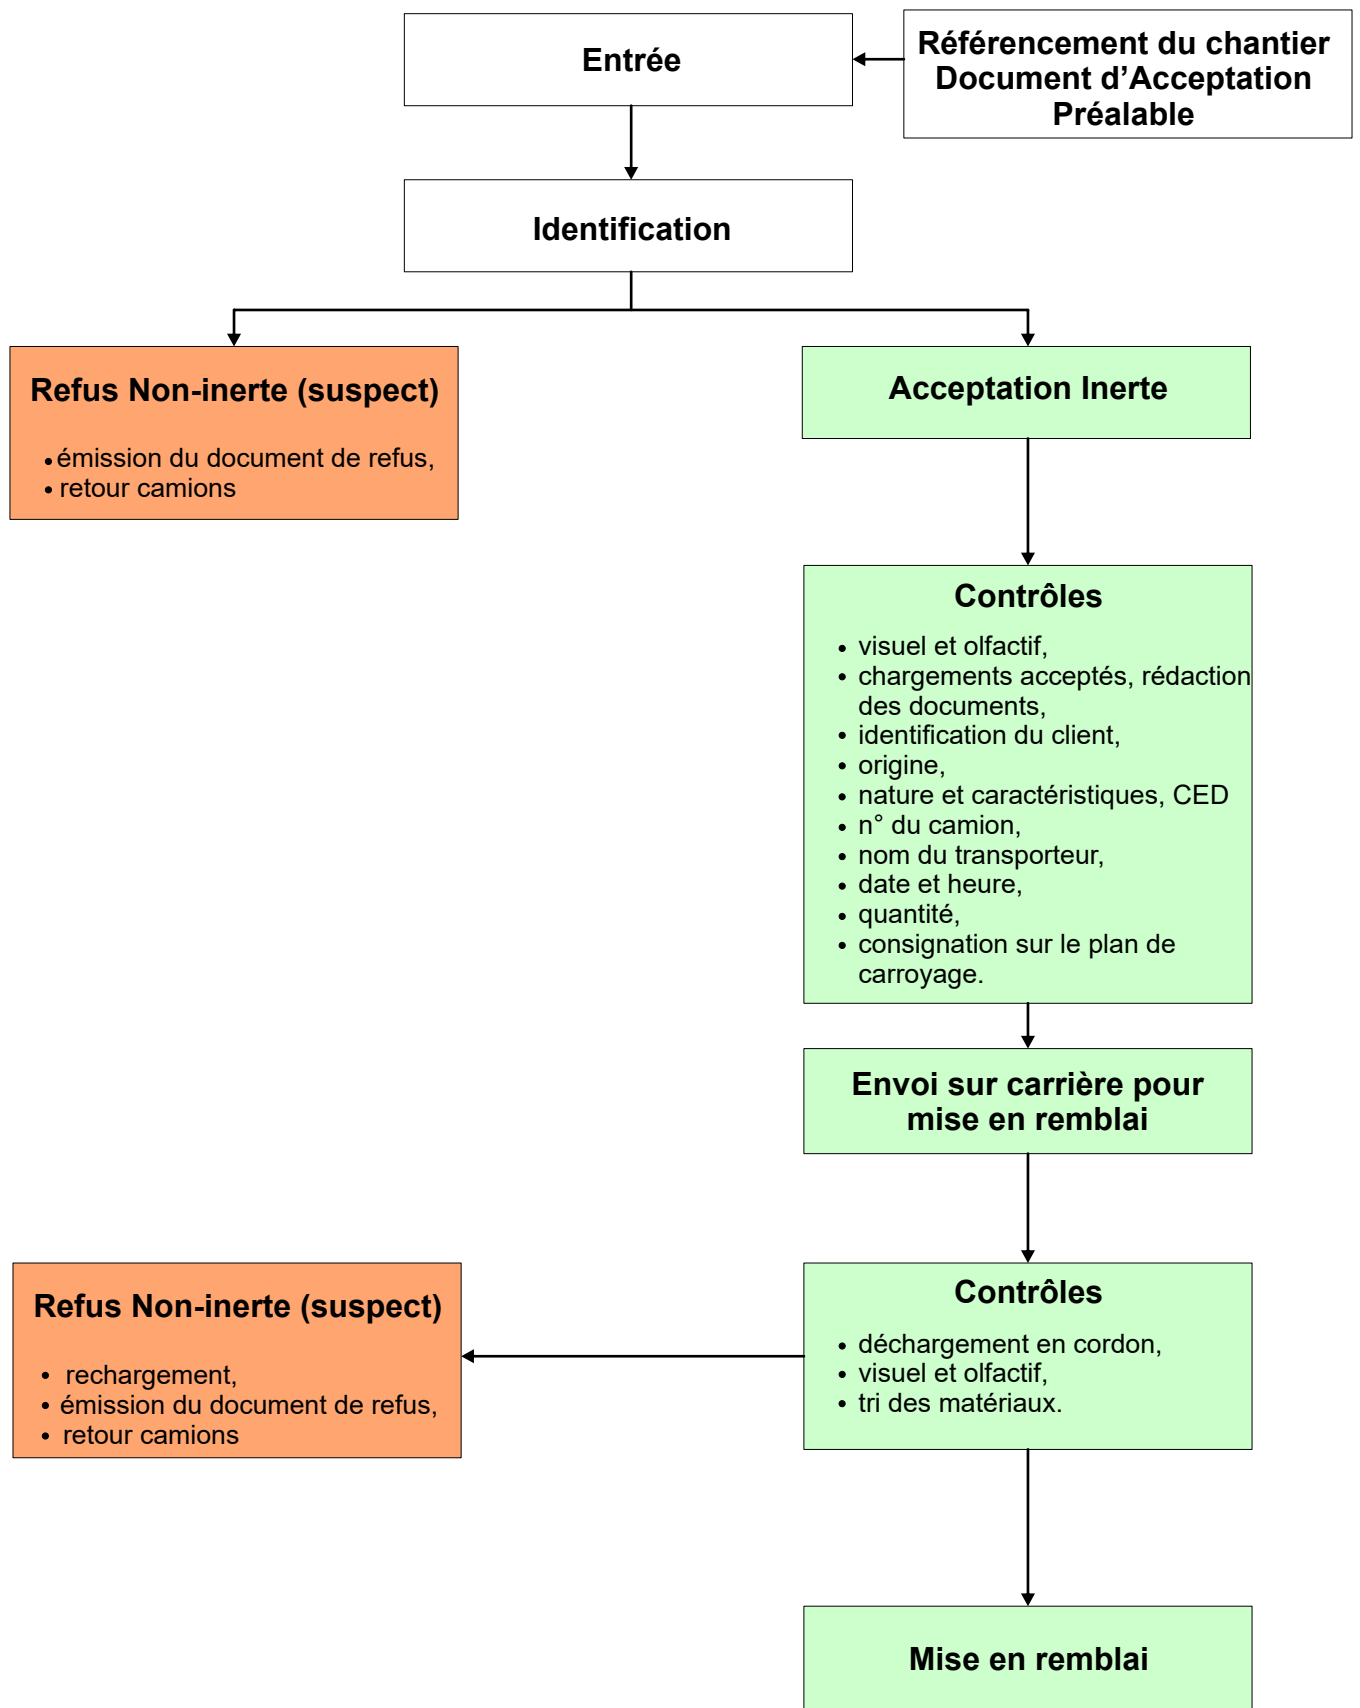 Entrée
Référencement du chantier
Document d’Acceptation
Préalable
Identification
Refus Non-inerte (suspect)
• émission du document de refus,
• retour camions
Acceptation Inerte
Contrôles
• visuel et olfactif,
• chargements acceptés, rédaction
des documents,
• identification du client,
• origine,
• nature et caractéristiques, CED
• n° du camion,
• nom du transporteur,
• date et heure,
• quantité,
• consignation sur le plan de
carroyage.
Envoi sur carrière pour
mise en remblai
Refus Non-inerte (suspect)
• rechargement,
• émission du document de refus,
• retour camions
Contrôles
• déchargement en cordon,
• visuel et olfactif,
• tri des matériaux.
Mise en remblai